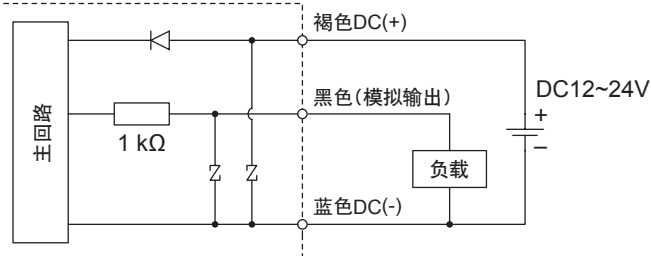 褐色DC(+)
DC12~24V
黑色（模拟输出）
+
主回路
1 kΩ
负载
−
蓝色DC(-)